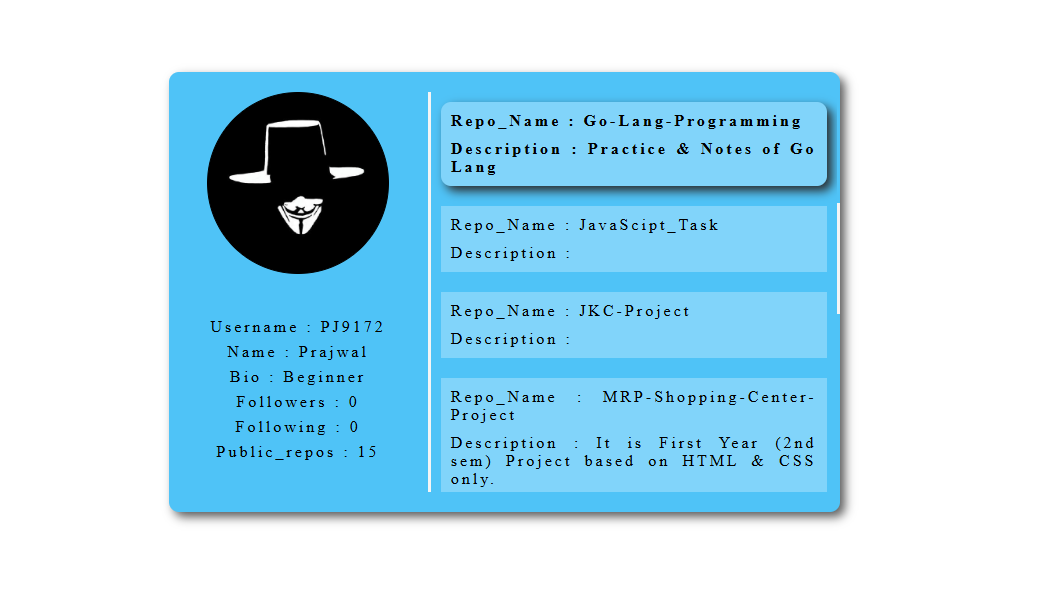 Username : PJ9172
Name : Prajwal
Bio : Beginner
Followers : 0
Following : 0
Public_repos : 15
Repo_Name : Go-Lang-Programming
Description : Practice & Notes of Go
Lang
Repo_Name : JavaScipt_Task
Description :
Repo_Name : JKC-Project
Description :
Repo_Name : MRP-Shopping-Center-
Project
Description : It is First Year (2nd
sem) Project based on HTML & CSS
only.